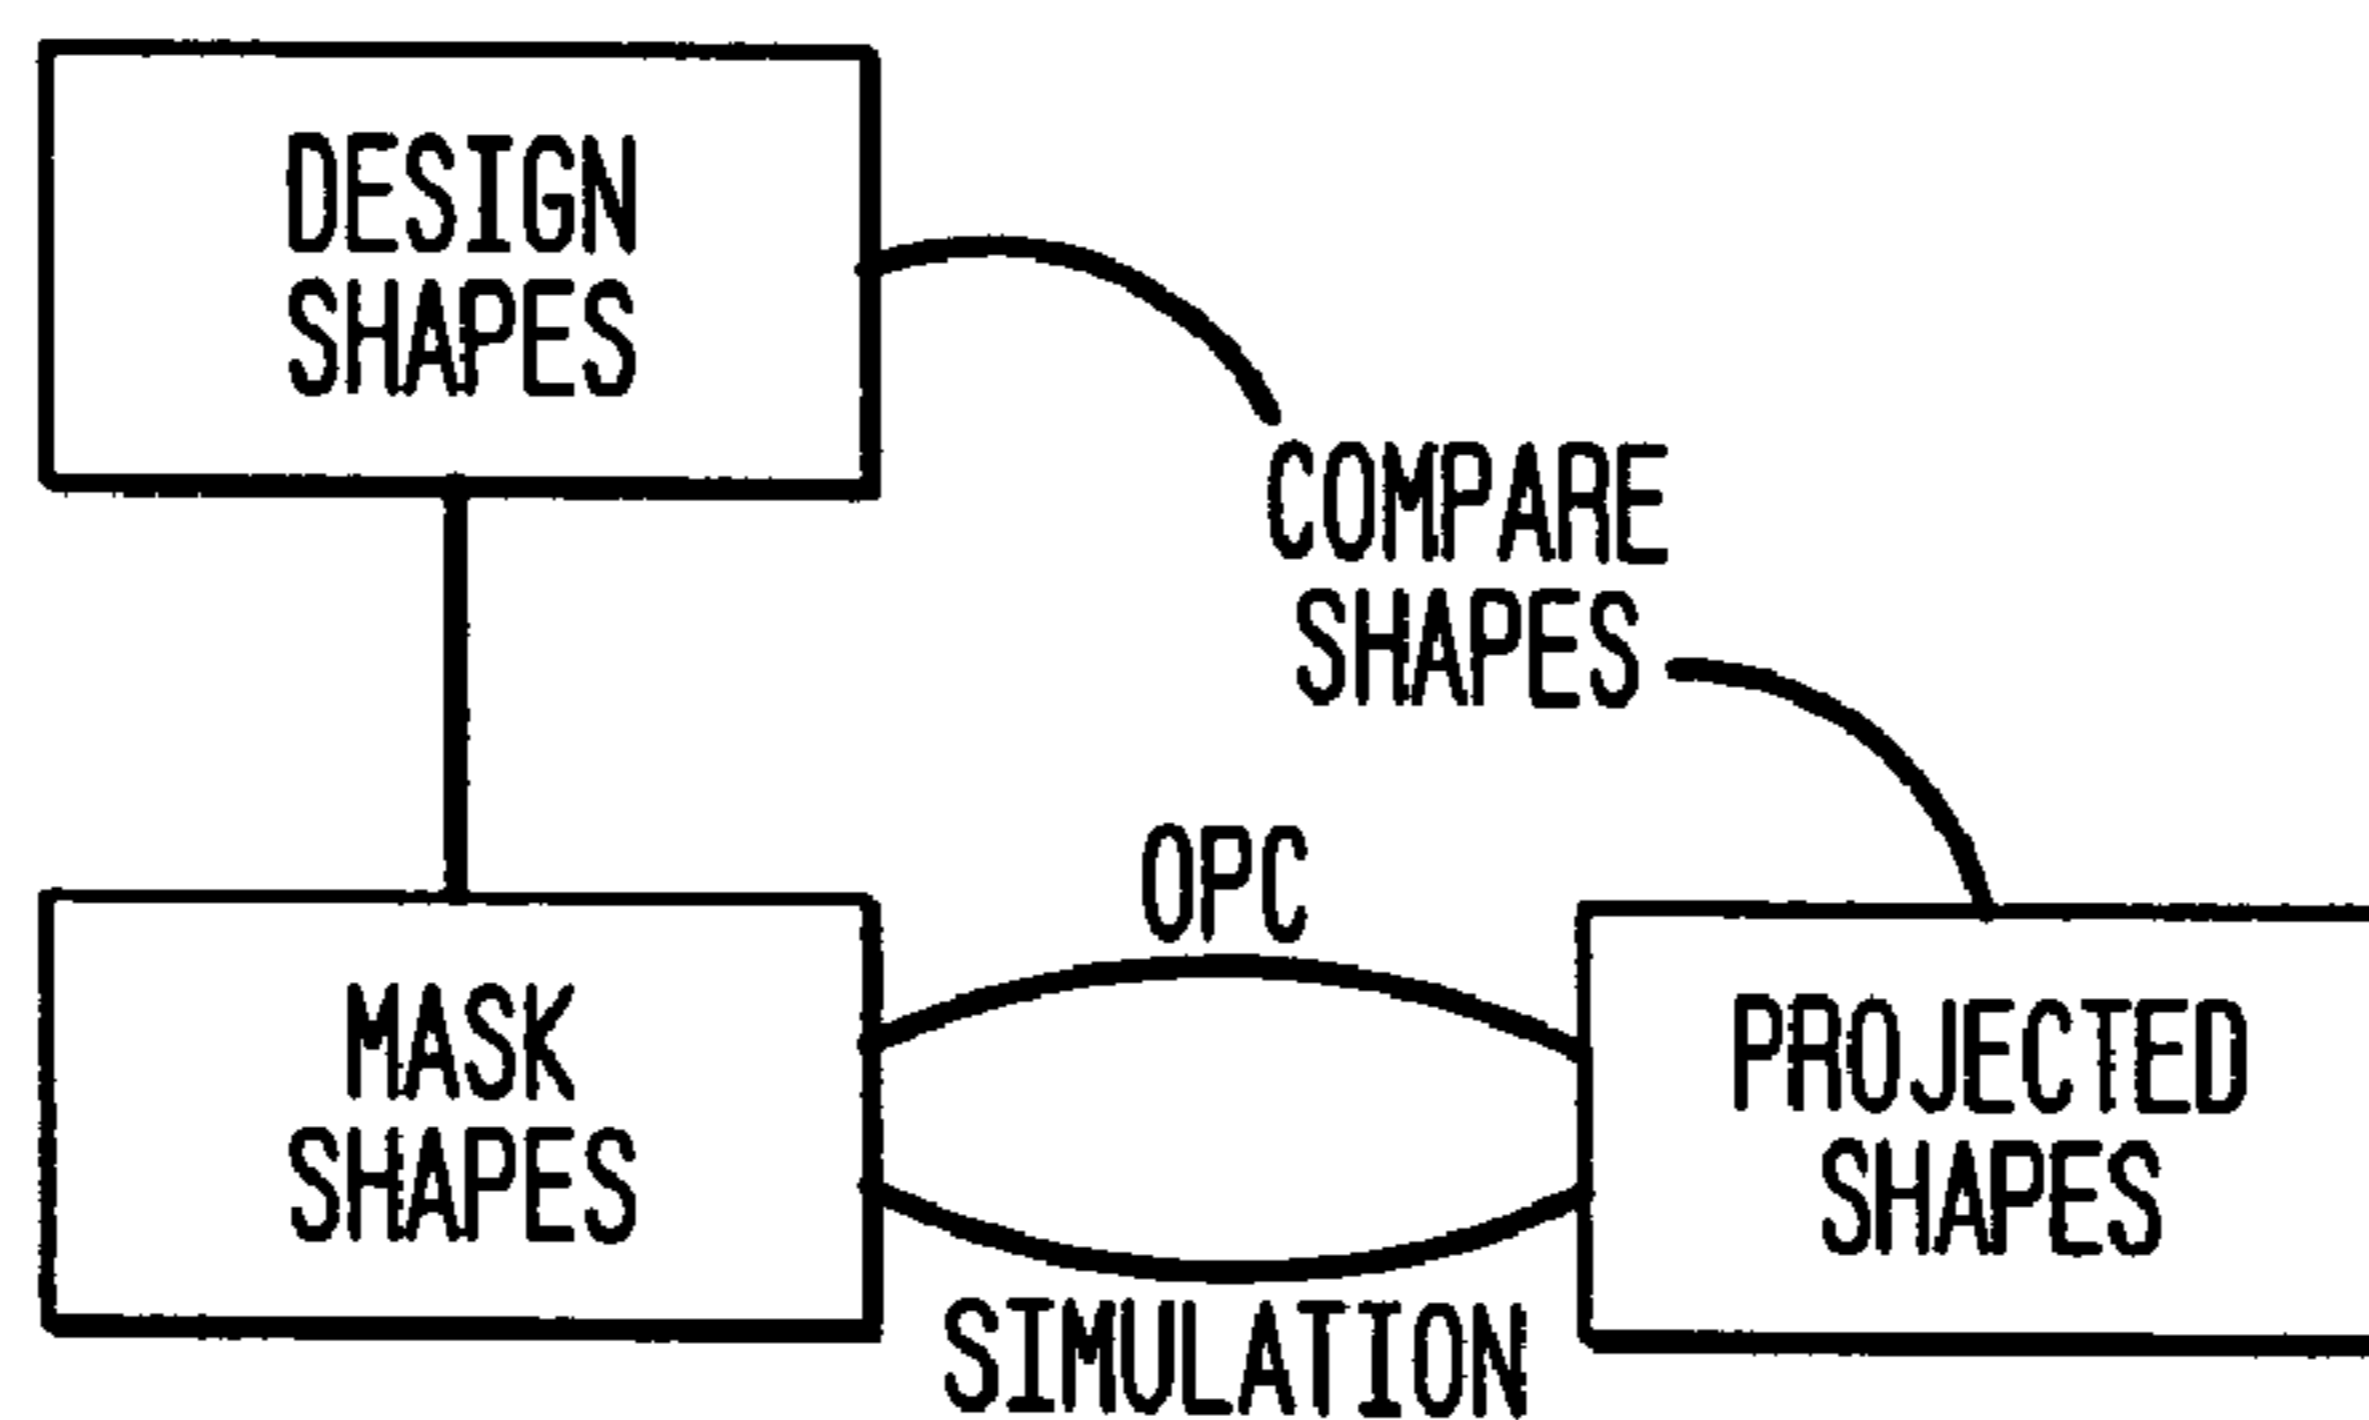 DESIGN
SHAPES
COMPARE
SHAPES
OPC
MASK
SHAPES
PROJECTED
SHAPES
SIMULATION